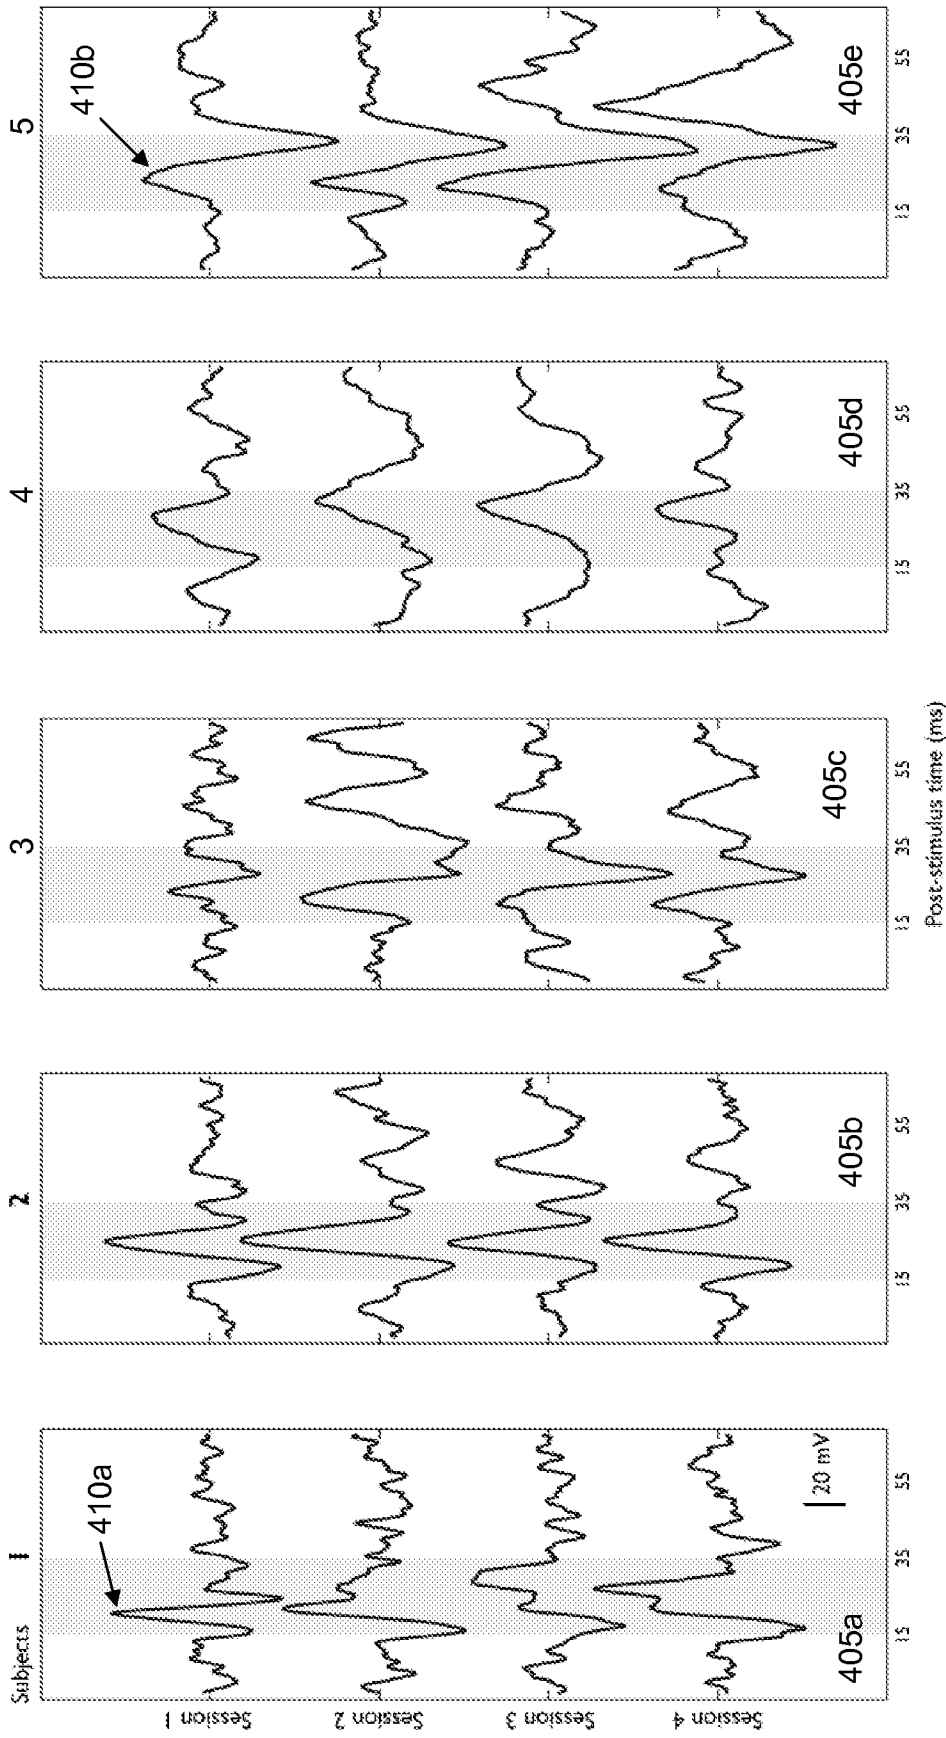 Subjects
1
2
3
4
5
410a
410b
Session 1
Session 2
Session 3
Session 4
405a
405b
405c
405d
405e
20 mV
15
35
55
15
35
55
15
35
55
15
35
55
15
35
55
Post-stimulus time (ms)